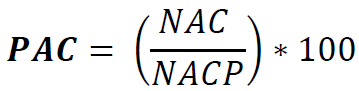 PAC = (NAC / NACP) * 100